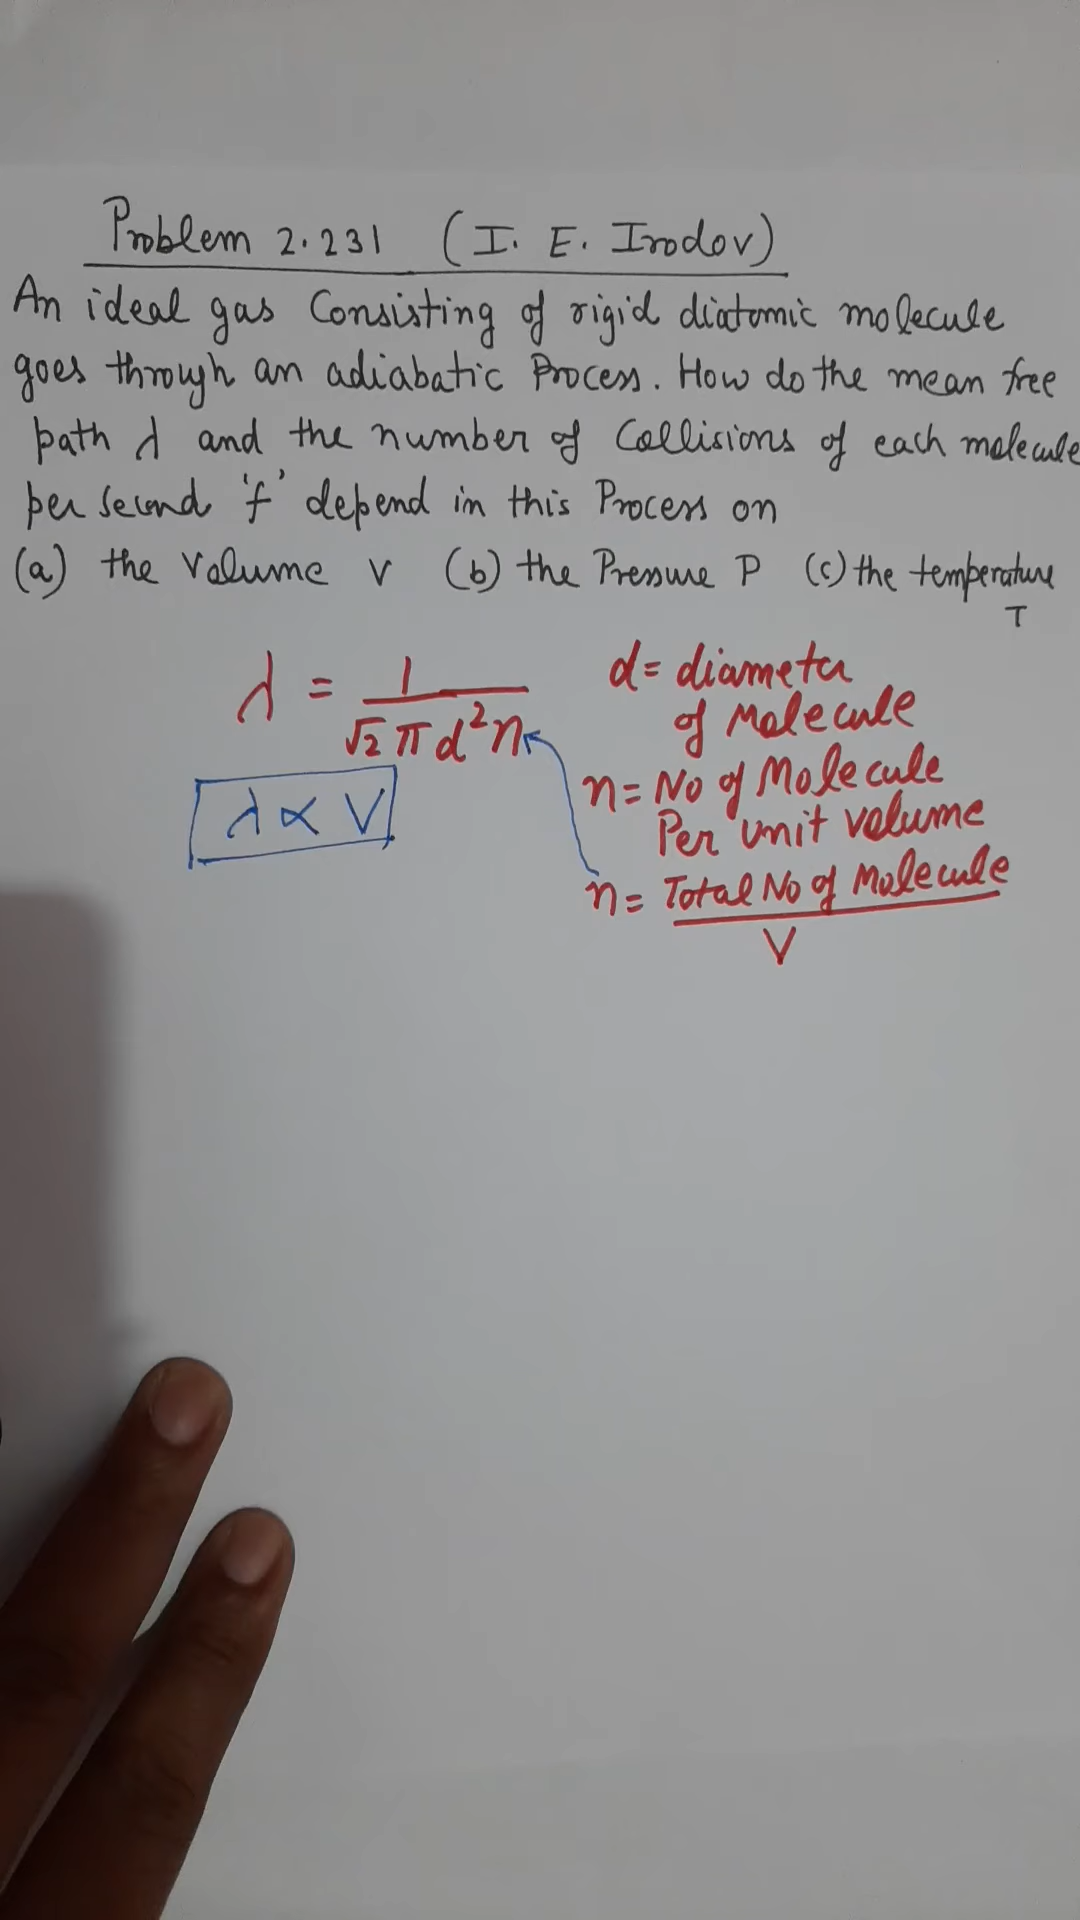 Problem 2.231 (I. E. Irodov)
An ideal gas Consisting of rigid diatomic molecule
goes through an adiabatic Process. How do the mean free
path λ and the number of Collisions of each molecule
per second 'f' depend in this Process on
(a) the Volume V (b) the Pressure P (c) the temperature
T
λ = 1 / √2 π d²n
d = diameter
of Molecule
n = No of Molecule
Per unit volume
n = Total No of Molecule / V
λ ∝ V